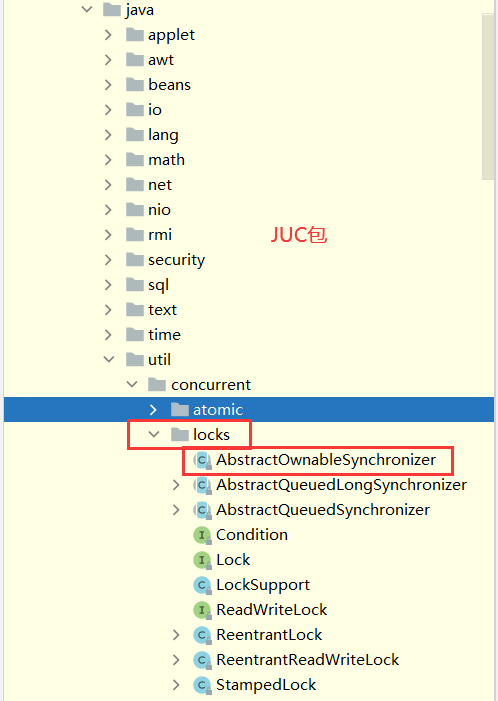 java
applet
awt
beans
io
lang
math
net
nio
rmi
JUC包
security
sql
text
time
util
concurrent
atomic
locks
AbstractOwnableSynchronizer
AbstractQueuedLongSynchronizer
AbstractQueuedSynchronizer
Condition
Lock
LockSupport
ReadWriteLock
ReentrantLock
ReentrantReadWriteLock
StampedLock